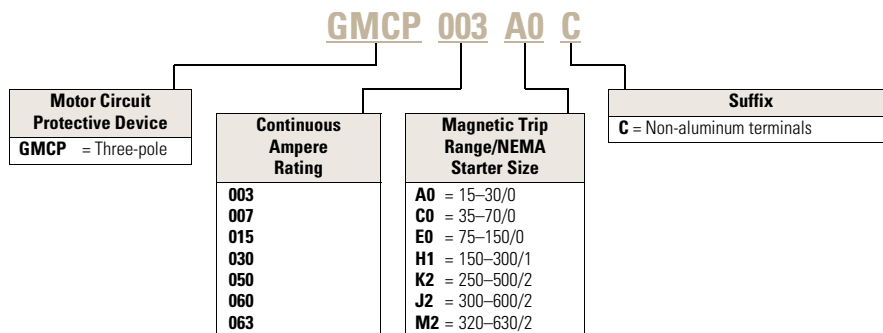 GMCP 003 A0 C
Motor Circuit
Protective Device
GMCP = Three-pole
Continuous
Ampere
Rating
003
007
015
030
050
060
063
Magnetic Trip
Range/NEMA
Starter Size
A0 = 15–30/0
C0 = 35–70/0
E0 = 75–150/0
H1 = 150–300/1
K2 = 250–500/2
J2 = 300–600/2
M2 = 320–630/2
Suffix
C = Non-aluminum terminals